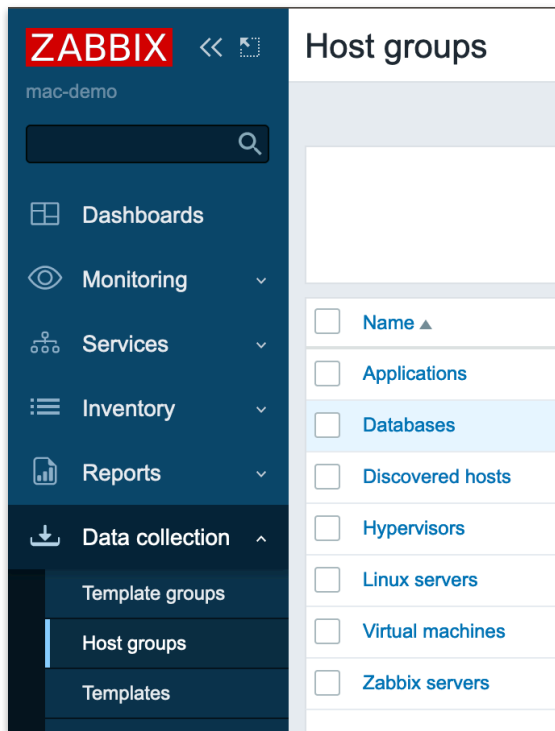 ZABBIX
mac-demo
Dashboards
Monitoring
Services
Inventory
Reports
Data collection
Template groups
Host groups
Templates
Host groups
Name
Applications
Databases
Discovered hosts
Hypervisors
Linux servers
Virtual machines
Zabbix servers